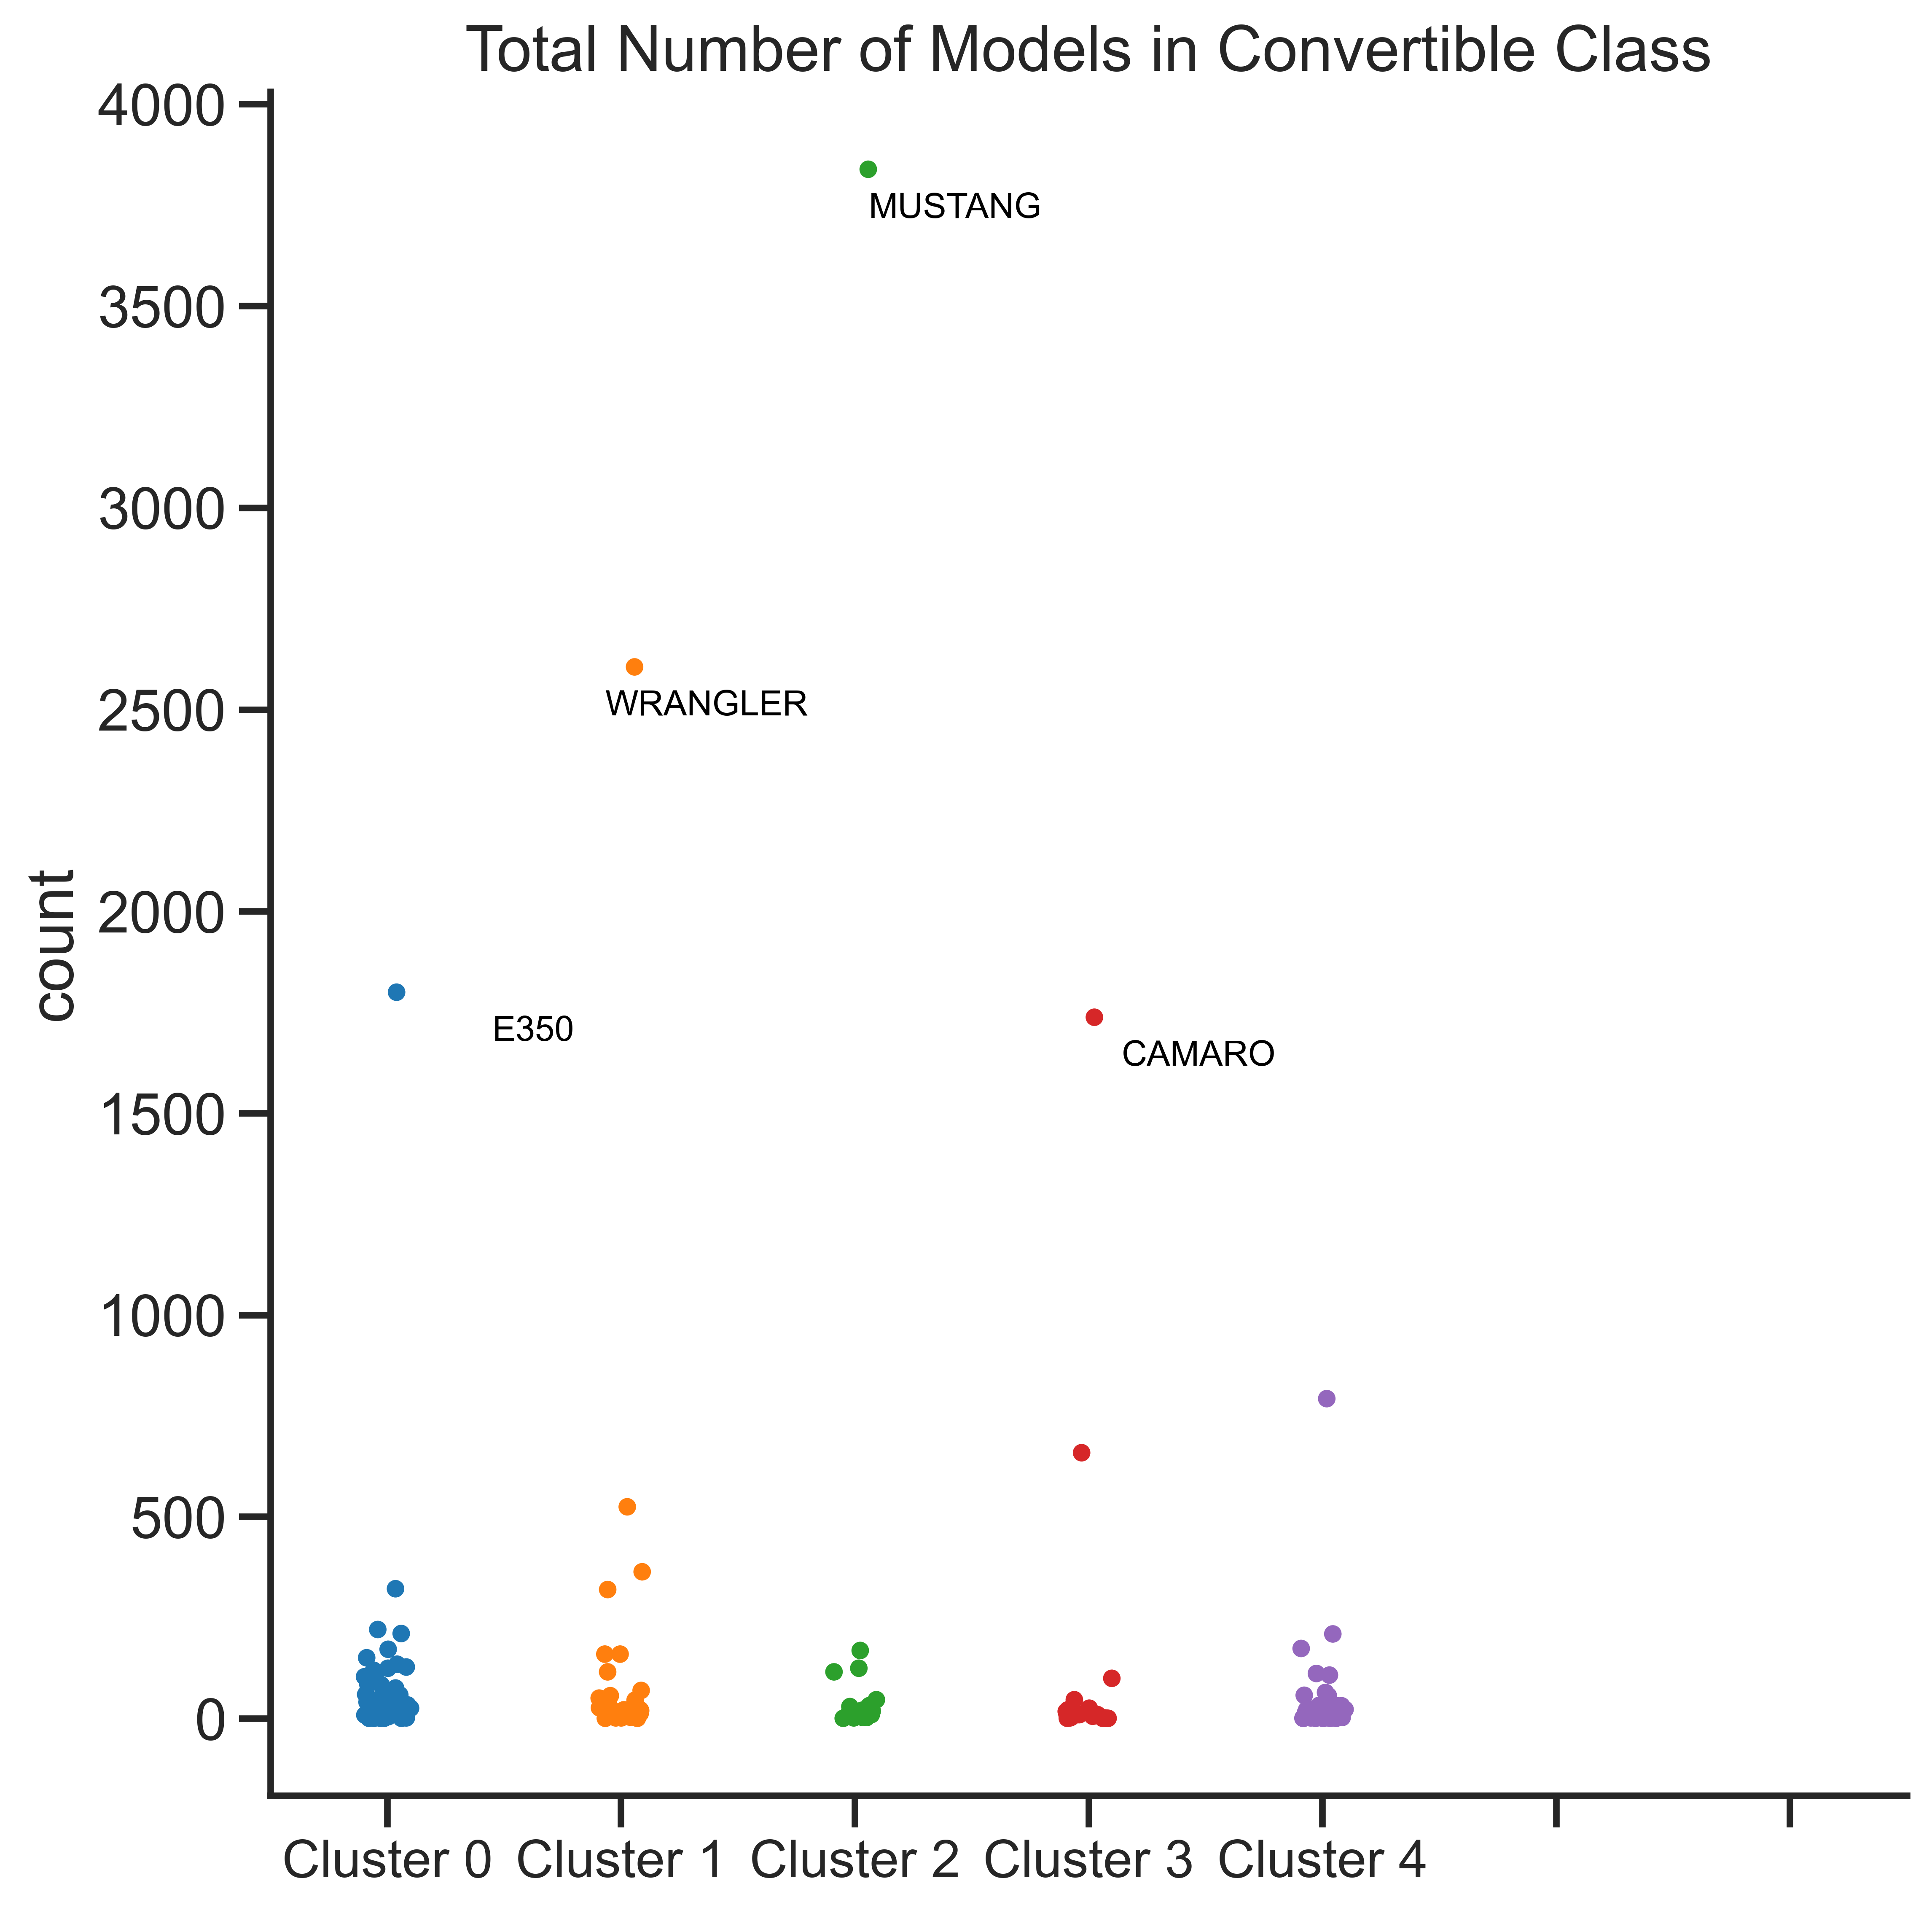 Total Number of Models in Convertible Class
4000
3500
3000
2500
2000
1500
1000
500
0
count
MUSTANG
WRANGLER
E350
CAMARO
Cluster 0 Cluster 1 Cluster 2 Cluster 3 Cluster 4